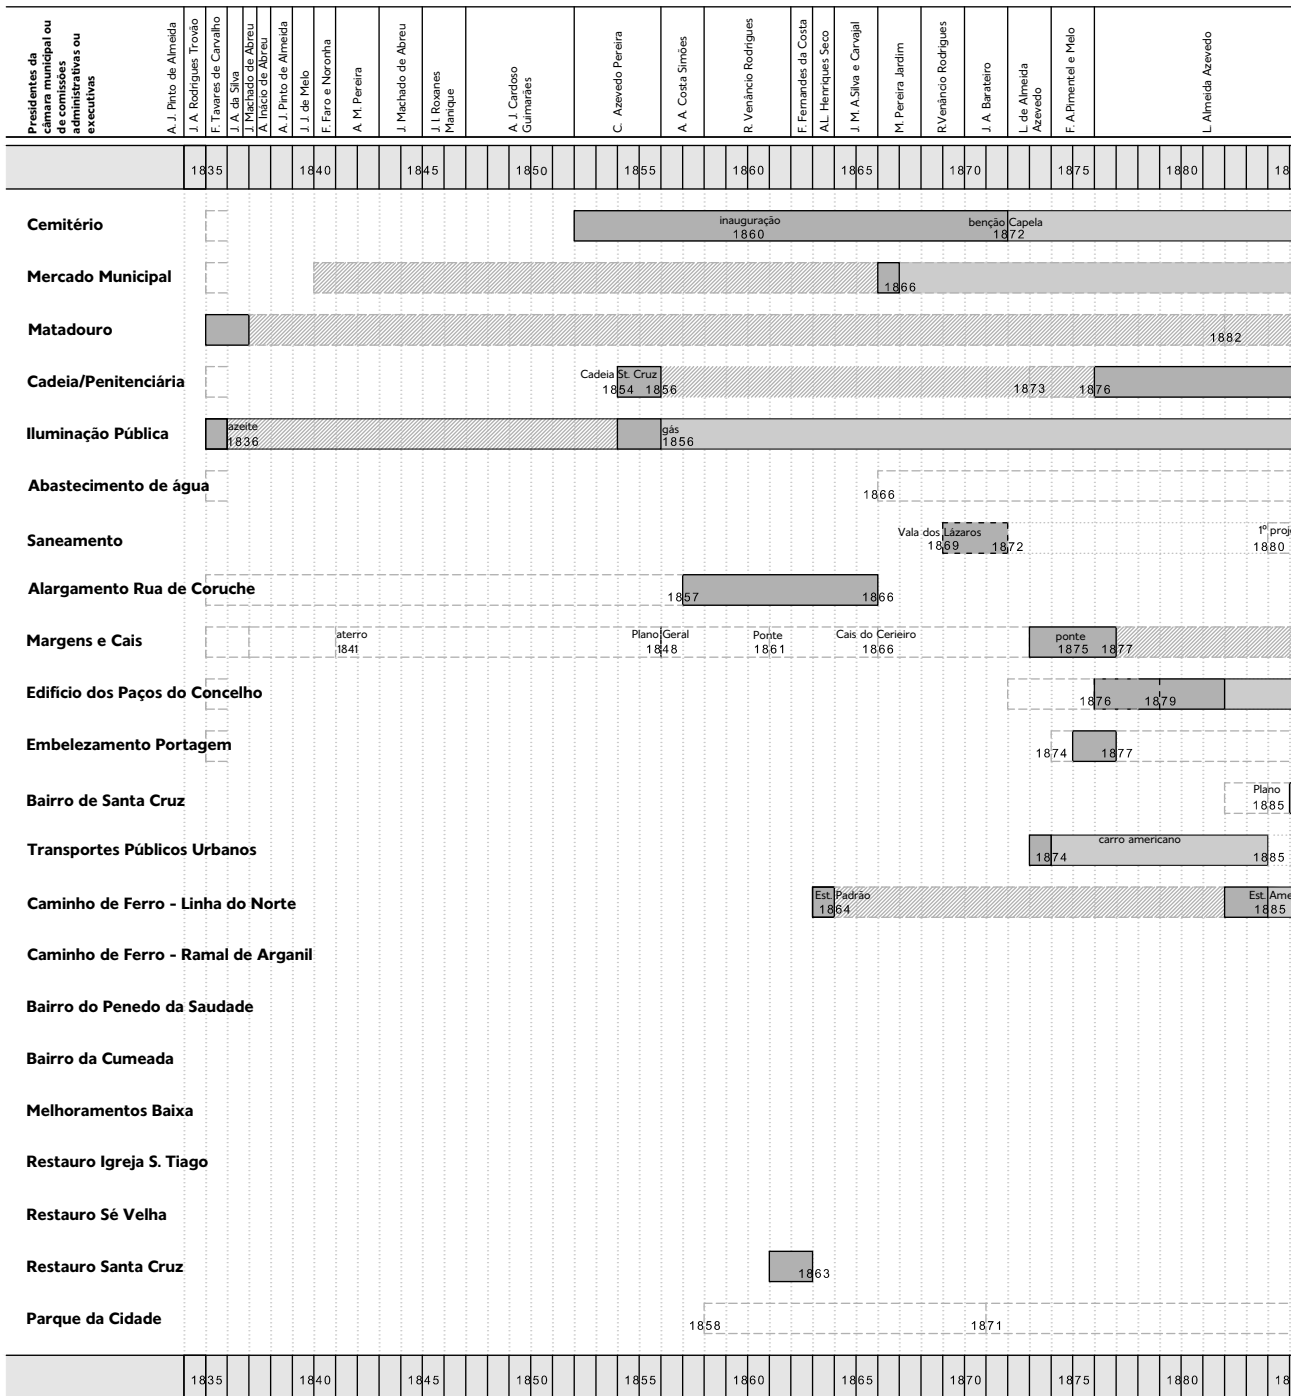 Presidentes da
câmara municipal ou
de comissões
administrativas ou
executivas
A. J. Pinto de Almeida
J. A. Rodrigues Trovão
F. Tavares de Carvalho
J. A. da Silva
J. Machado de Abreu
A. Inácio de Abreu
A. J. Pinto de Almeida
J. J. de Melo
F. Faro e Noronha
A. M. Pereira
J. Machado de Abreu
J. I. Roxanes
Manique
A. J. Cardoso
Guimarães
C. Azevedo Pereira
A. A. Costa Simões
R. Venâncio Rodrigues
F. Fernandes da Costa
A.L. Henriques Seco
J. M. A.Silva e Carvajal
M. Pereira Jardim
R.Venâncio Rodrigues
J. A. Barateiro
L. de Almeida
Azevedo
F. A.Pimentel e Melo
L. Almeida Azevedo
1835 1840 1845 1850 1855 1860 1865 1870 1875 1880 18
Cemitério
inauguração
1860
benção Capela
1872
Mercado Municipal
1866
Matadouro
1882
Cadeia/Penitenciária
Cadeia St. Cruz
1854 1856
1873 1876
Iluminação Pública
azeite
1836
gás
1856
Abastecimento de água
1866
Saneamento
Vala dos Lázaros
1869 1872
1º proj
1880
Alargamento Rua de Coruche
1857 1866
Margens e Cais
aterro
1841
Plano Geral
1848
Ponte
1861
Cais do Cerieiro
1866
ponte
1875 1877
Edifício dos Paços do Concelho
1876 1879
Embelezamento Portagem
1874 1877
Bairro de Santa Cruz
Plano
1885
Transportes Públicos Urbanos
1874
carro americano
1885
Caminho de Ferro - Linha do Norte
Est. Padrão
1864
Est. Ame
1885
Caminho de Ferro - Ramal de Arganil
Bairro do Penedo da Saudade
Bairro da Cumeada
Melhoramentos Baixa
Restauro Igreja S. Tiago
Restauro Sé Velha
Restauro Santa Cruz
1863
Parque da Cidade
1858 1871
1835 1840 1845 1850 1855 1860 1865 1870 1875 1880 18